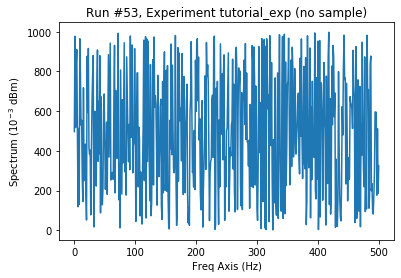 Run #53, Experiment tutorial_exp (no sample)
1000
800
600
400
200
0
Spectrum (10⁻³ dBm)
0 100 200 300 400 500
Freq Axis (Hz)